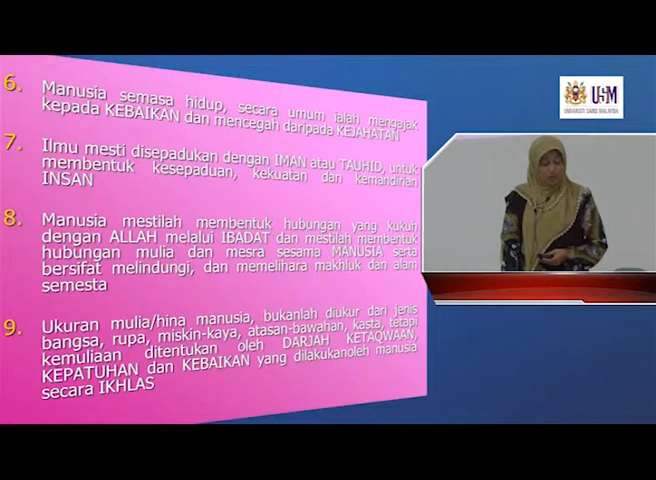 6. Manusia semasa hidup, secara umum ialah mengajak
kepada KEBAIKAN dan mencegah daripada KEJAHATAN
7. Ilmu mesti disepadukan dengan IMAN atau TAUHID, untuk
membentuk kesepaduan, kekuatan dan kemandirian
INSAN
8. Manusia mestilah membentuk hubungan yang kukuh
dengan ALLAH melalui IBADAT dan mestilah membentuk
hubungan mulia dan mesra sesama MANUSIA serta
bersifat melindungi, dan memelihara makhluk dan alam
semesta
9. Ukuran mulia/hina manusia, bukanlah diukur dari jenis
bangsa, rupa, miskin-kaya, atasan-bawahan, kasta, tetapi
kemuliaan ditentukan oleh DARJAH KETAQWAAN,
KEPATUHAN dan KEBAIKAN yang dilakukanoleh manusia
secara IKHLAS
USM
UNIVERSITI SAINS MALAYSIA